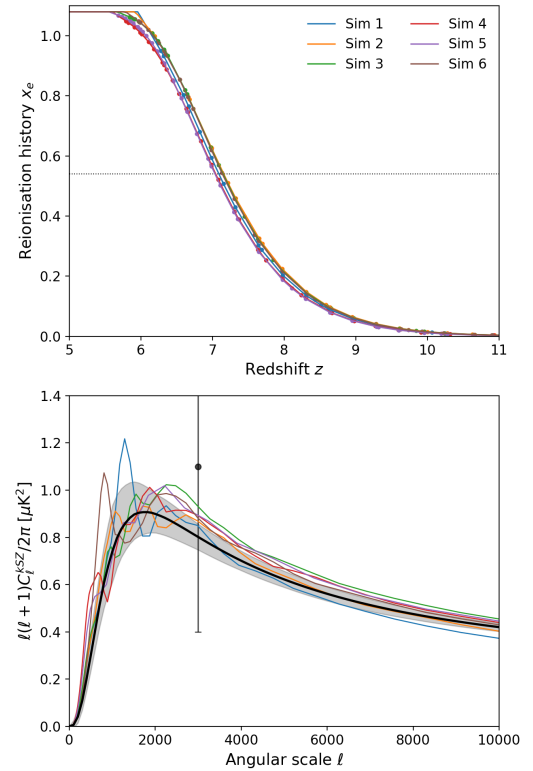 Reionisation history x_e
1.0
0.8
0.6
0.4
0.2
0.0
Sim 1
Sim 2
Sim 3
Sim 4
Sim 5
Sim 6
5 6 7 8 9 10 11
Redshift z
ℓ(ℓ+1)C_ℓ^{kSZ}/2π [μK²]
1.4
1.2
1.0
0.8
0.6
0.4
0.2
0.0
0 2000 4000 6000 8000 10000
Angular scale ℓ